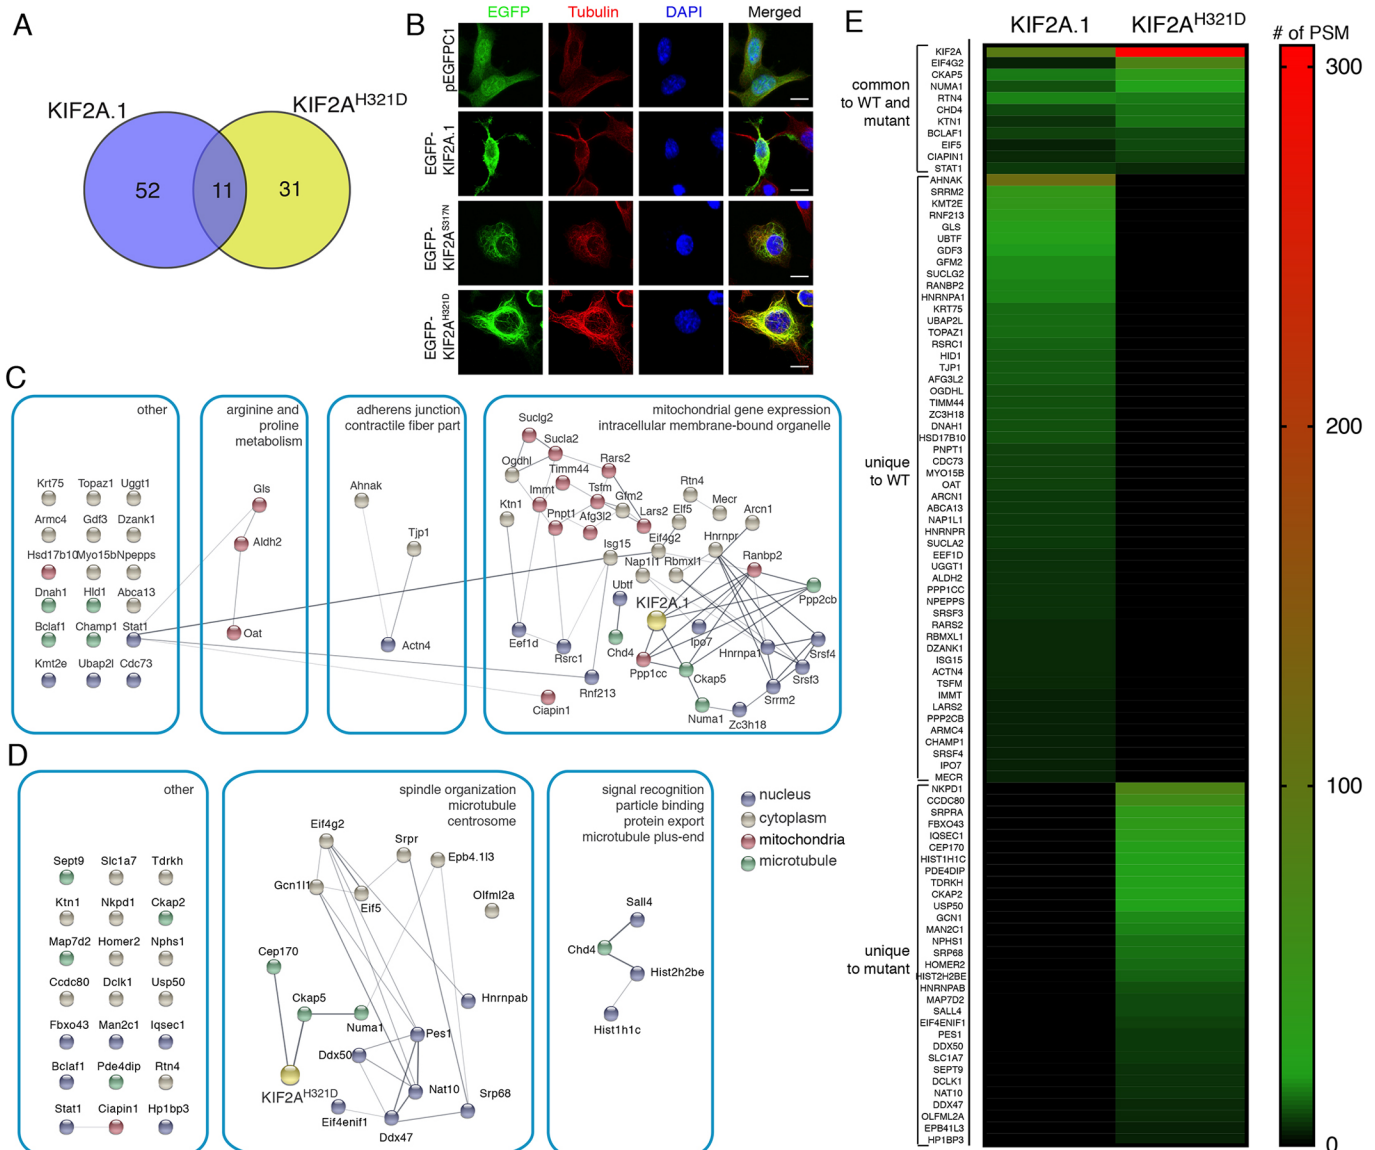 A
KIF2A.1
KIF2AH321D
52
11
31
B
EGFP
Tubulin
DAPI
Merged
pEGFPC1
EGFP-
KIF2A.1
EGFP-
KIF2AS317N
EGFP-
KIF2AH321D
C
other
Krt75
Topaz1
Uggt1
Armc4
Gdf3
Dzank1
Hsd17b10
Myo15b
Npepps
Dnah1
Hld1
Abca13
Bclaf1
Champ1
Stat1
Kmt2e
Ubap2l
Cdc73
arginine and
proline
metabolism
Gls
Aldh2
Oat
adherens junction
contractile fiber part
Ahnak
Tjp1
Actn4
mitochondrial gene expression
intracellular membrane-bound organelle
Suclg2
Sucla2
Ogdhl
Timm44
Rars2
Immt
Tsfm
Gfm2
Rtn4
Mecr
Ktn1
Pnpt1
Afg3l2
Lars2
Elf5
Arcn1
Isg15
Eif4g2
Hnrnpr
Nap1l1
Rbmxl1
Ranbp2
Ubtf
KIF2A.1
Ppp2cb
Eef1d
Rsrc1
Chd4
Ipo7
Hnrnpa1
Srsf4
Ppp1cc
Ckap5
Srsf3
Rnf213
Srrm2
Ciapin1
Numa1
Zc3h18
D
other
Sept9
Slc1a7
Tdrkh
Ktn1
Nkpd1
Ckap2
Map7d2
Homer2
Nphs1
Ccdc80
Dclk1
Usp50
Fbxo43
Man2c1
Iqsec1
Bclaf1
Pde4dip
Rtn4
Stat1
Ciapin1
Hp1bp3
spindle organization
microtubule
centrosome
Eif4g2
Srpr
Epb4.1l3
Gcn1l1
Eif5
Olfml2a
Cep170
Ckap5
Numa1
Hnrnpab
Pes1
Ddx50
KIF2AH321D
Nat10
Srp68
Eif4enif1
Ddx47
signal recognition
particle binding
protein export
microtubule plus-end
Sall4
Chd4
Hist2h2be
Hist1h1c
nucleus
cytoplasm
mitochondria
microtubule
E
KIF2A.1
KIF2AH321D
# of PSM
300
200
100
0
common
to WT and
mutant
KIF2A
EIF4G2
CKAP5
NUMA1
RTN4
CHD4
KTN1
BCLAF1
EIF5
CIAPIN1
STAT1
unique
to WT
AHNAK
SRRM2
KMT2E
RNF213
GLS
UBTF
GDF3
GFM2
SUCLG2
RANBP2
HNRNPA1
KRT75
UBAP2L
TOPAZ1
RSRC1
HID1
TJP1
AFG3L2
OGDHL
TIMM44
ZC3H18
DNAH1
HSD17B10
PNPT1
CDC73
MYO15B
OAT
ARCN1
ABCA13
NAP1L1
HNRNPR
SUCLA2
EEF1D
UGGT1
ALDH2
PPP1CC
NPEPPS
SRSF3
RARS2
RBMXL1
DZANK1
ISG15
ACTN4
TSFM
IMMT
LARS2
PPP2CB
ARMC4
CHAMP1
SRSF4
IPO7
MECR
unique
to mutant
NKPD1
CCDC80
SRPRA
FBXO43
IQSEC1
CEP170
HIST1H1C
PDE4DIP
TDRKH
CKAP2
USP50
GCN1
MAN2C1
NPHS1
SRP68
HOMER2
HIST2H2BE
HNRNPAB
MAP7D2
SALL4
EIF4ENIF1
PES1
DDX50
SLC1A7
SEPT9
DCLK1
NAT10
DDX47
OLFML2A
EPB41L3
HP1BP3